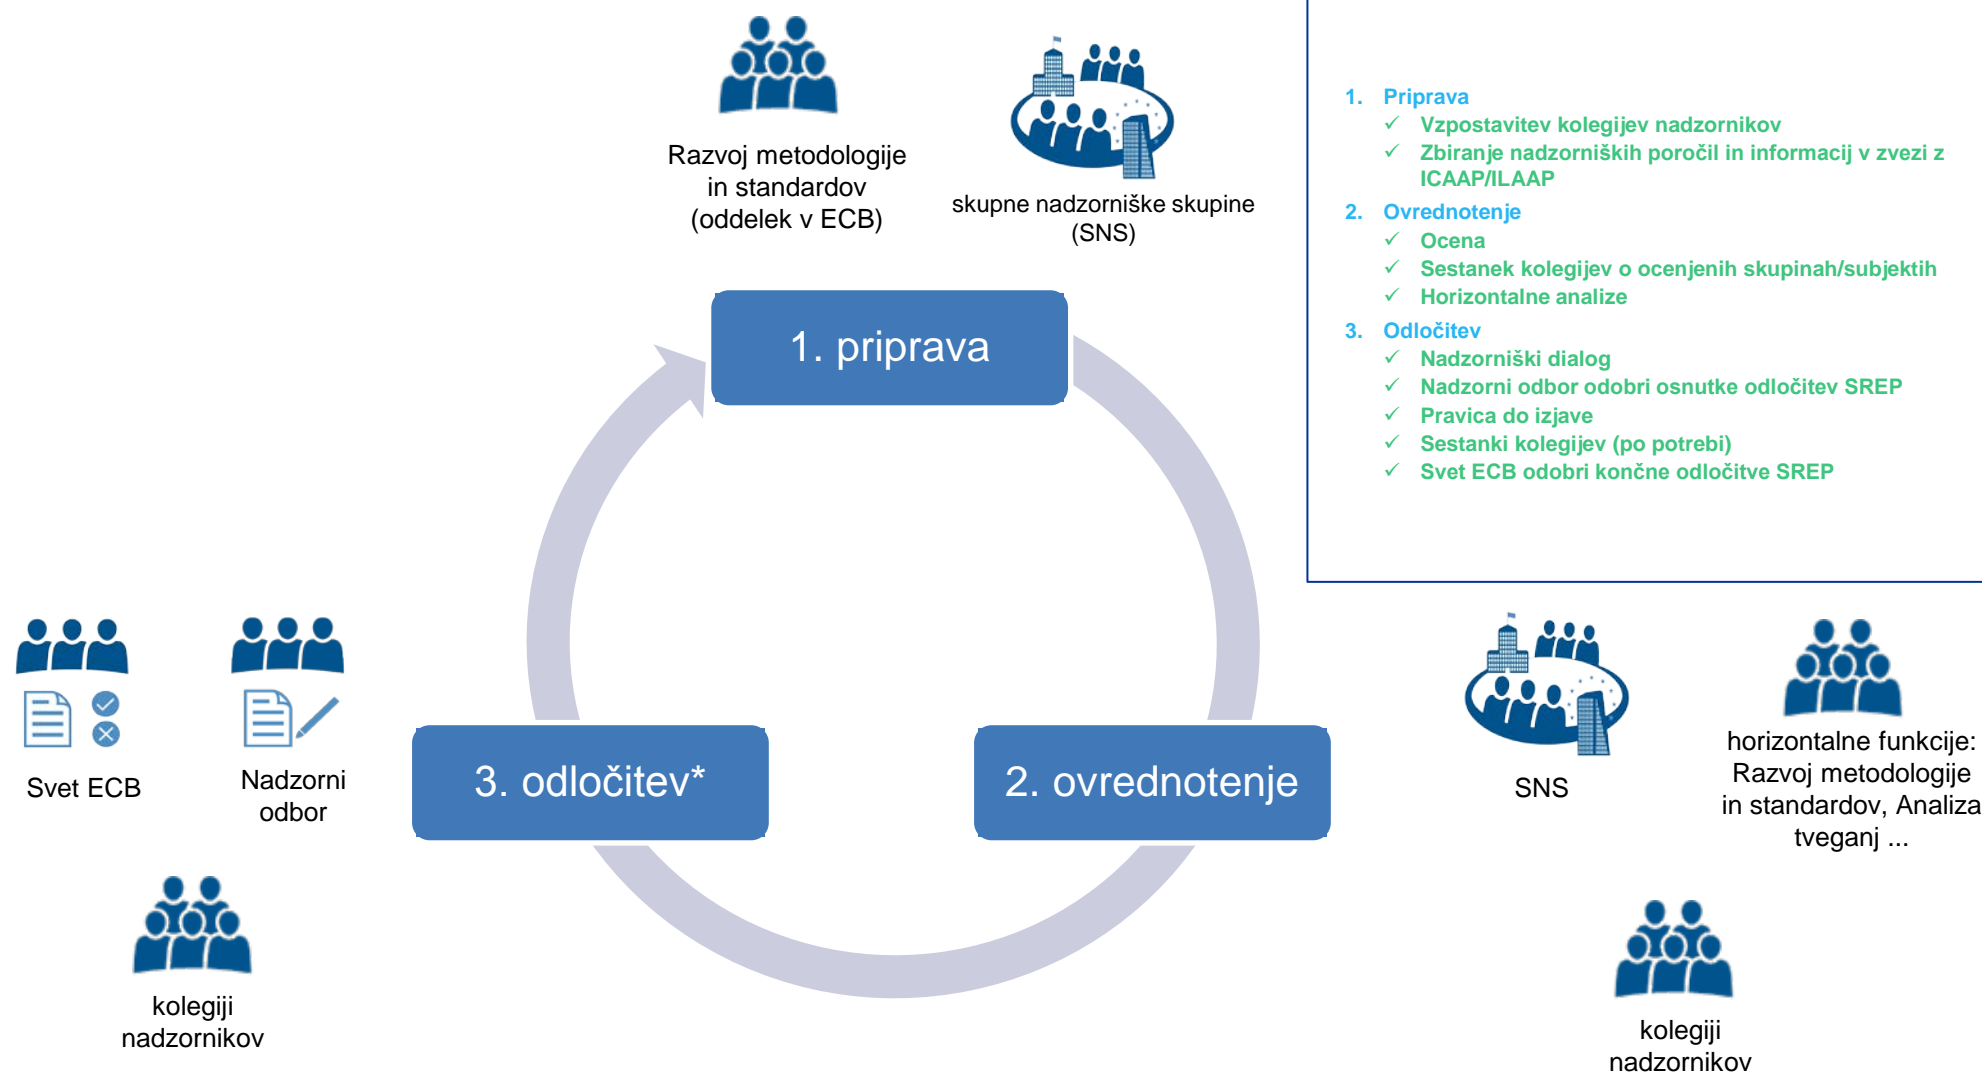 Razvoj metodologije
in standardov
(oddelek v ECB)
skupne nadzorniške skupine
(SNS)
1. Priprava
✓ Vzpostavitev kolegijev nadzornikov
✓ Zbiranje nadzorniških poročil in informacij v zvezi z
ICAAP/ILAAP
2. Ovrednotenje
✓ Ocena
✓ Sestanek kolegijev o ocenjenih skupinah/subjektih
✓ Horizontalne analize
3. Odločitev
✓ Nadzorniški dialog
✓ Nadzorni odbor odobri osnutke odločitev SREP
✓ Pravica do izjave
✓ Sestanki kolegijev (po potrebi)
✓ Svet ECB odobri končne odločitve SREP
1. priprava
3. odločitev*
2. ovrednotenje
Svet ECB
Nadzorni
odbor
kolegiji
nadzornikov
SNS
horizontalne funkcije:
Razvoj metodologije
in standardov, Analiza
tveganj ...
kolegiji
nadzornikov